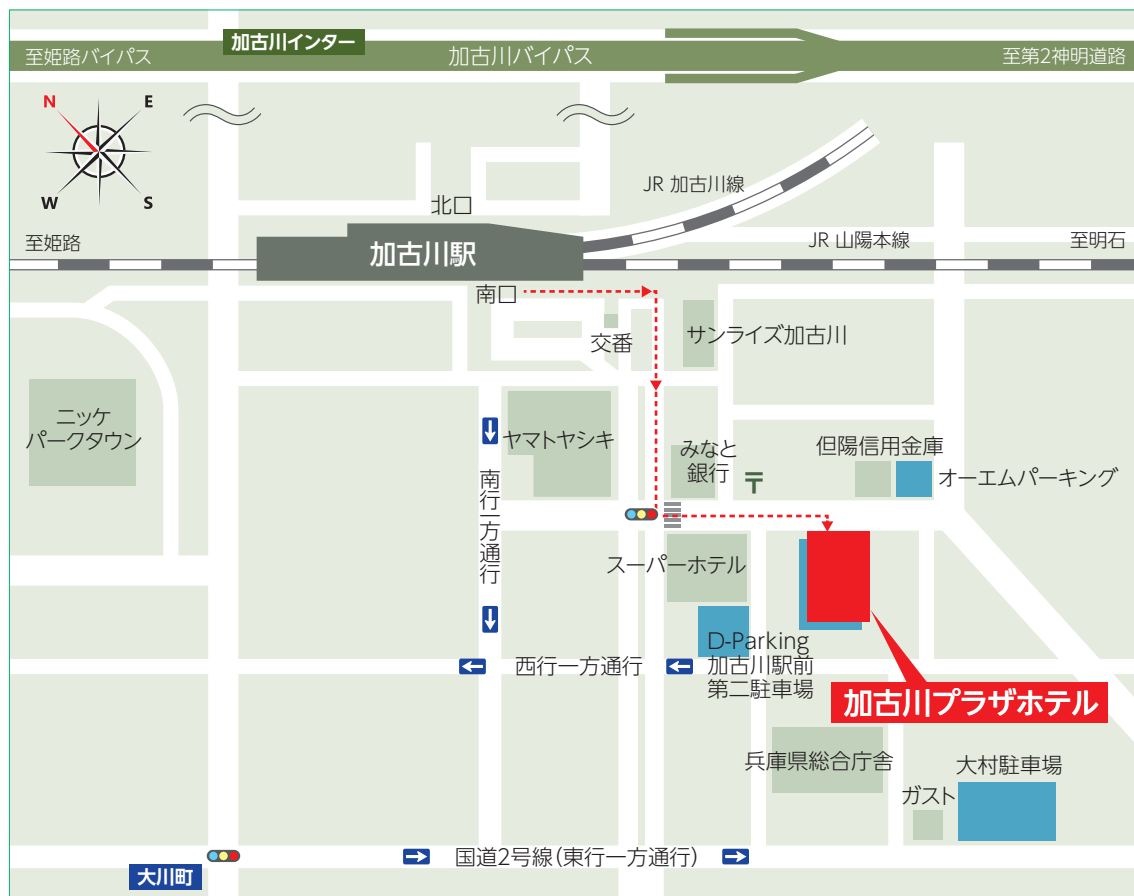 加古川インター
至姫路バイパス
加古川バイパス
至第2神明道路
N
E
W
S
JR 加古川線
北口
至姫路
加古川駅
JR 山陽本線
至明石
南口
交番
サンライズ加古川
ニッケ
パークタウン
ヤマトヤシキ
みなと
銀行
〒
但陽信用金庫
オーエムパーキング
南行一方通行
スーパーホテル
D-Parking
加古川駅前
第二駐車場
西行一方通行
加古川プラザホテル
兵庫県総合庁舎
大村駐車場
ガスト
国道2号線(東行一方通行)
大川町